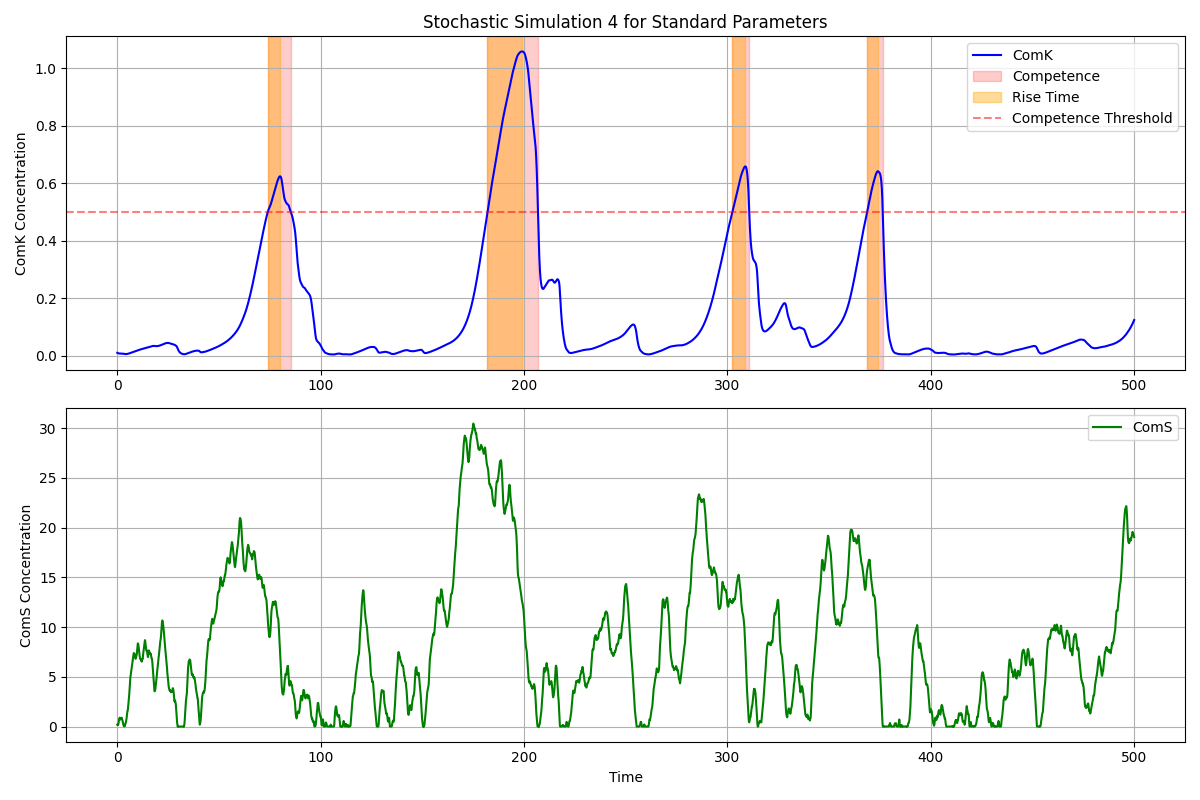 Stochastic Simulation 4 for Standard Parameters
ComK Concentration
1.0
0.8
0.6
0.4
0.2
0.0
ComK
Competence
Rise Time
Competence Threshold
0 100 200 300 400 500
ComS Concentration
30
25
20
15
10
5
0
ComS
0 100 200 300 400 500
Time